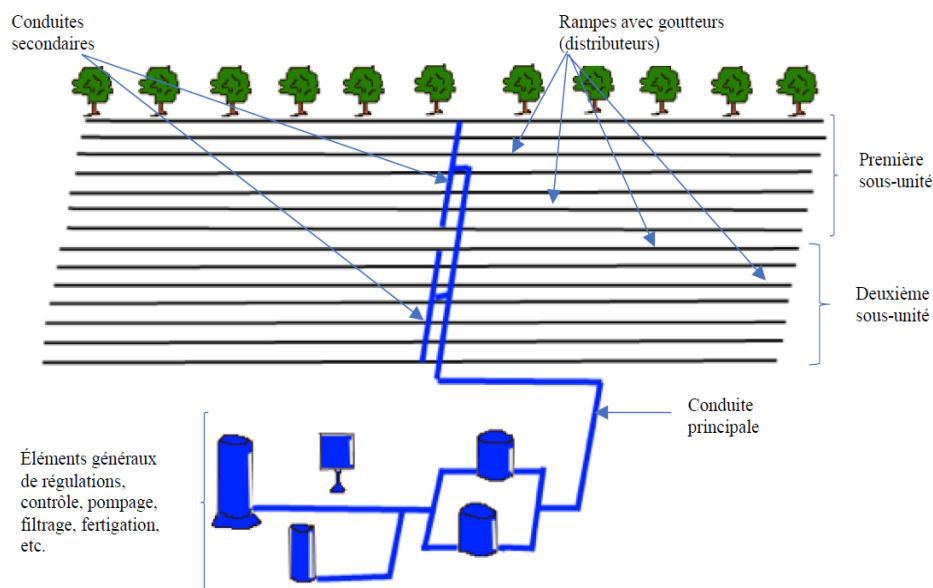 Conduites
secondaires
Rampes avec goutteurs
(distributeurs)
Première
sous-unité
Deuxième
sous-unité
Conduite
principale
Éléments généraux
de régulations,
contrôle, pompage,
filtrage, fertigation,
etc.